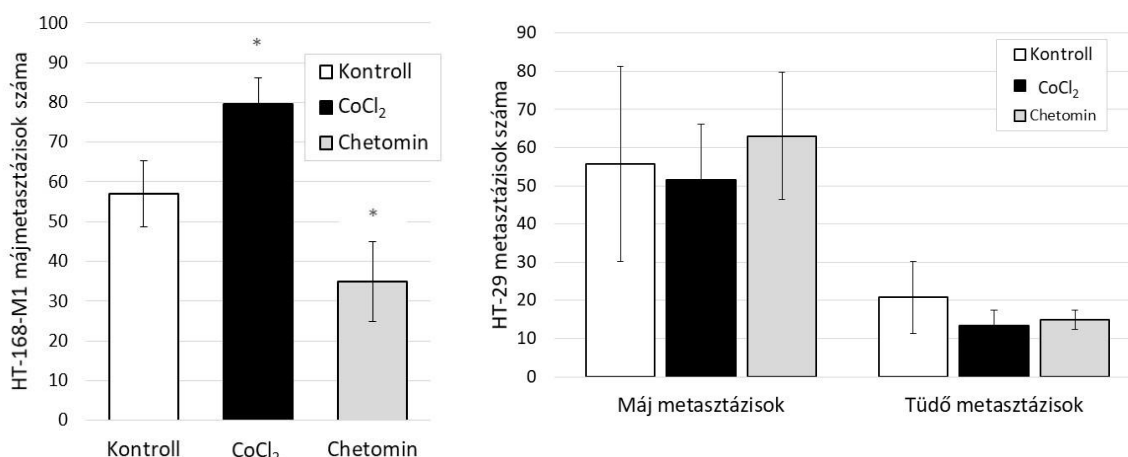 HT-168-M1 májmetasztázisok száma
100
90
80
70
60
50
40
30
20
10
0
*
*
Kontroll
CoCl₂
Chetomin
Kontroll
CoCl₂
Chetomin
HT-29 metasztázisok száma
90
80
70
60
50
40
30
20
10
0
Kontroll
CoCl₂
Chetomin
Máj metasztázisok
Tüdő metasztázisok